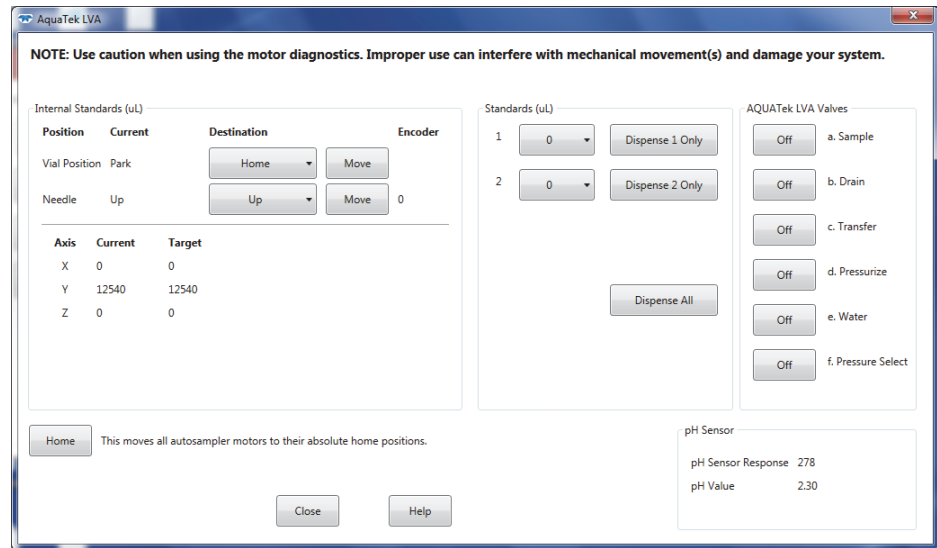 AquaTek LVA
NOTE: Use caution when using the motor diagnostics. Improper use can interfere with mechanical movement(s) and damage your system.
Internal Standards (uL)
Position Current Destination Encoder
Vial Position Park Home Move
Needle Up Up Move 0
Axis Current Target
X 0 0
Y 12540 12540
Z 0 0
Standards (uL)
1 0 Dispense 1 Only
2 0 Dispense 2 Only
Dispense All
AQUATek LVA Valves
Off a. Sample
Off b. Drain
Off c. Transfer
Off d. Pressurize
Off e. Water
Off f. Pressure Select
Home This moves all autosampler motors to their absolute home positions.
pH Sensor
pH Sensor Response 278
pH Value 2.30
Close Help